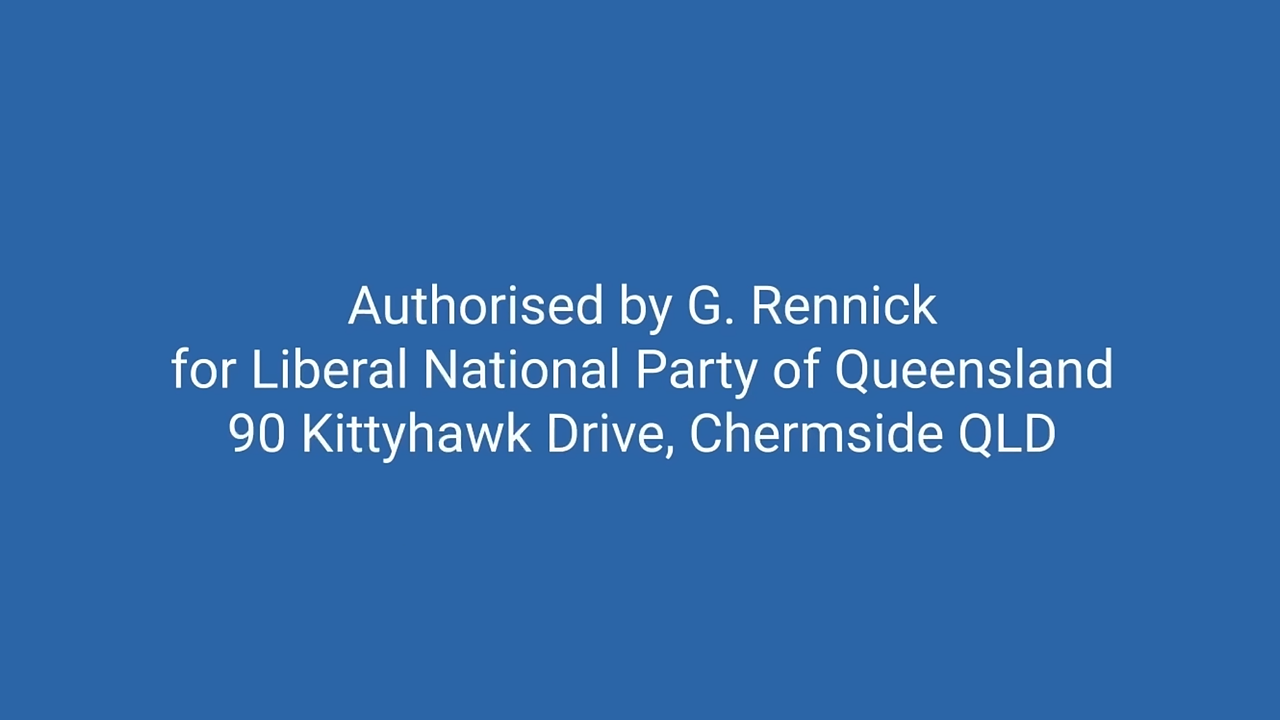 Authorised by G. Rennick
for Liberal National Party of Queensland
90 Kittyhawk Drive, Chermside QLD